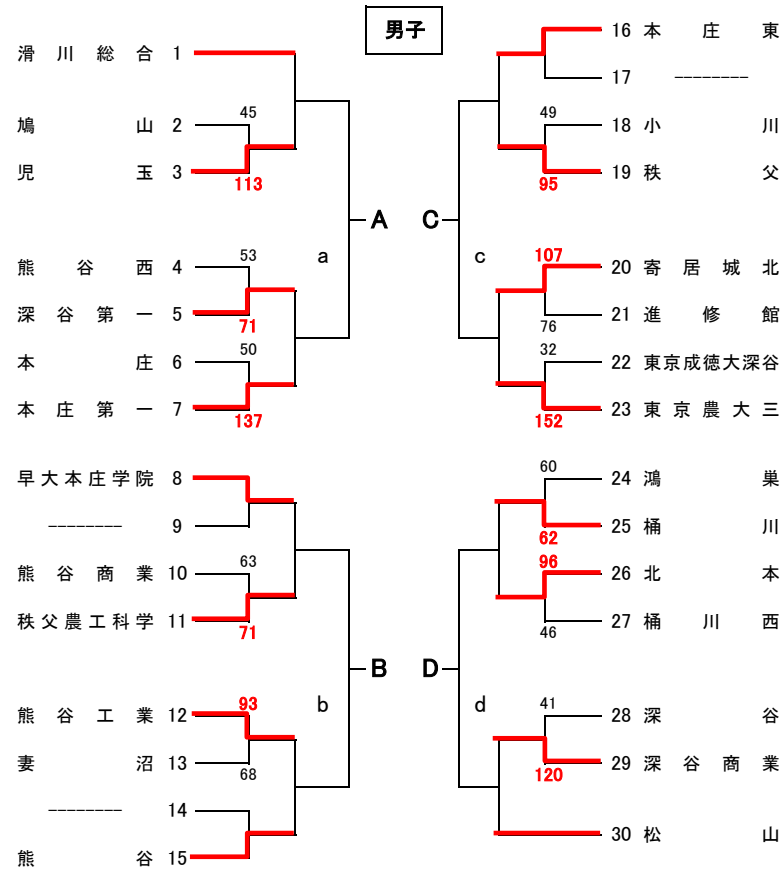 男子
滑川総合 1
45
鳩山 2
児玉 3
113
A
a
53
熊谷西 4
深谷第一 5
71
50
本庄 6
本庄第一 7
137
早大本庄学院 8
-------- 9
63
熊谷商業 10
秩父農工科学 11
71
B
b
93
熊谷工業 12
妻沼 13
68
-------- 14
熊谷 15
16 本庄東
17 --------
49
18 小川
19 秩父
95
C
c
107
20 寄居城北
21 進修館
76
32
22 東京成徳大深谷
23 東京農大三
152
60
24 鴻巣
25 桶川
62
96
26 北本
27 桶川西
46
D
d
41
28 深谷
29 深谷商業
120
30 松山